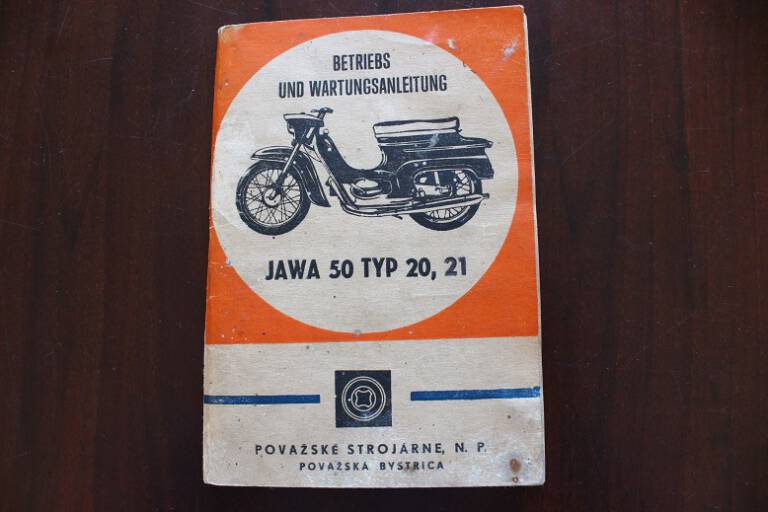 BETRIEBS
UND WARTUNGSANLEITUNG
JAWA 50 TYP 20, 21
POVAŽSKÉ STROJÁRNE, N. P.
POVAŽSKÁ BYSTRICA